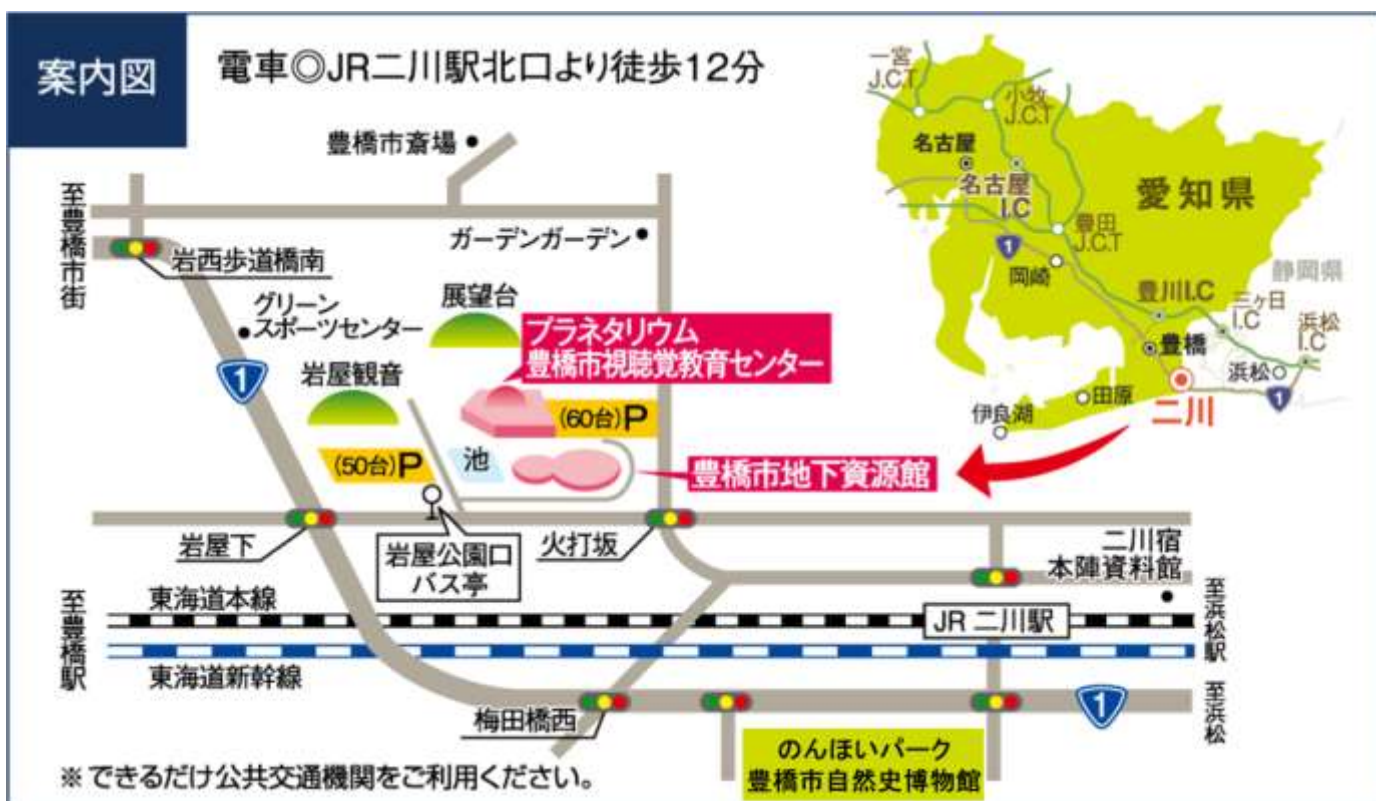 案内図
電車◎JR二川駅北口より徒歩12分
豊橋市斎場
至豊橋市街
岩西歩道橋南
ガーデンガーデン
グリーン
スポーツセンター
展望台
プラネタリウム
豊橋市視聴覚教育センター
1
岩屋観音
(60台)P
(50台)P
池
豊橋市地下資源館
岩屋下
岩屋公園口
バス亭
火打坂
二川宿
本陣資料館
至豊橋駅
東海道本線
JR 二川駅
至浜松駅
東海道新幹線
梅田橋西
1
至浜松
のんほいパーク
豊橋市自然史博物館
※できるだけ公共交通機関をご利用ください。
一宮
J.C.T
小牧
J.C.T
名古屋
名古屋
I.C
愛知県
豊田
J.C.T
1
岡崎
静岡県
豊川I.C
三ヶ日
I.C
浜松
I.C
豊橋
浜松
田原
1
伊良湖
二川